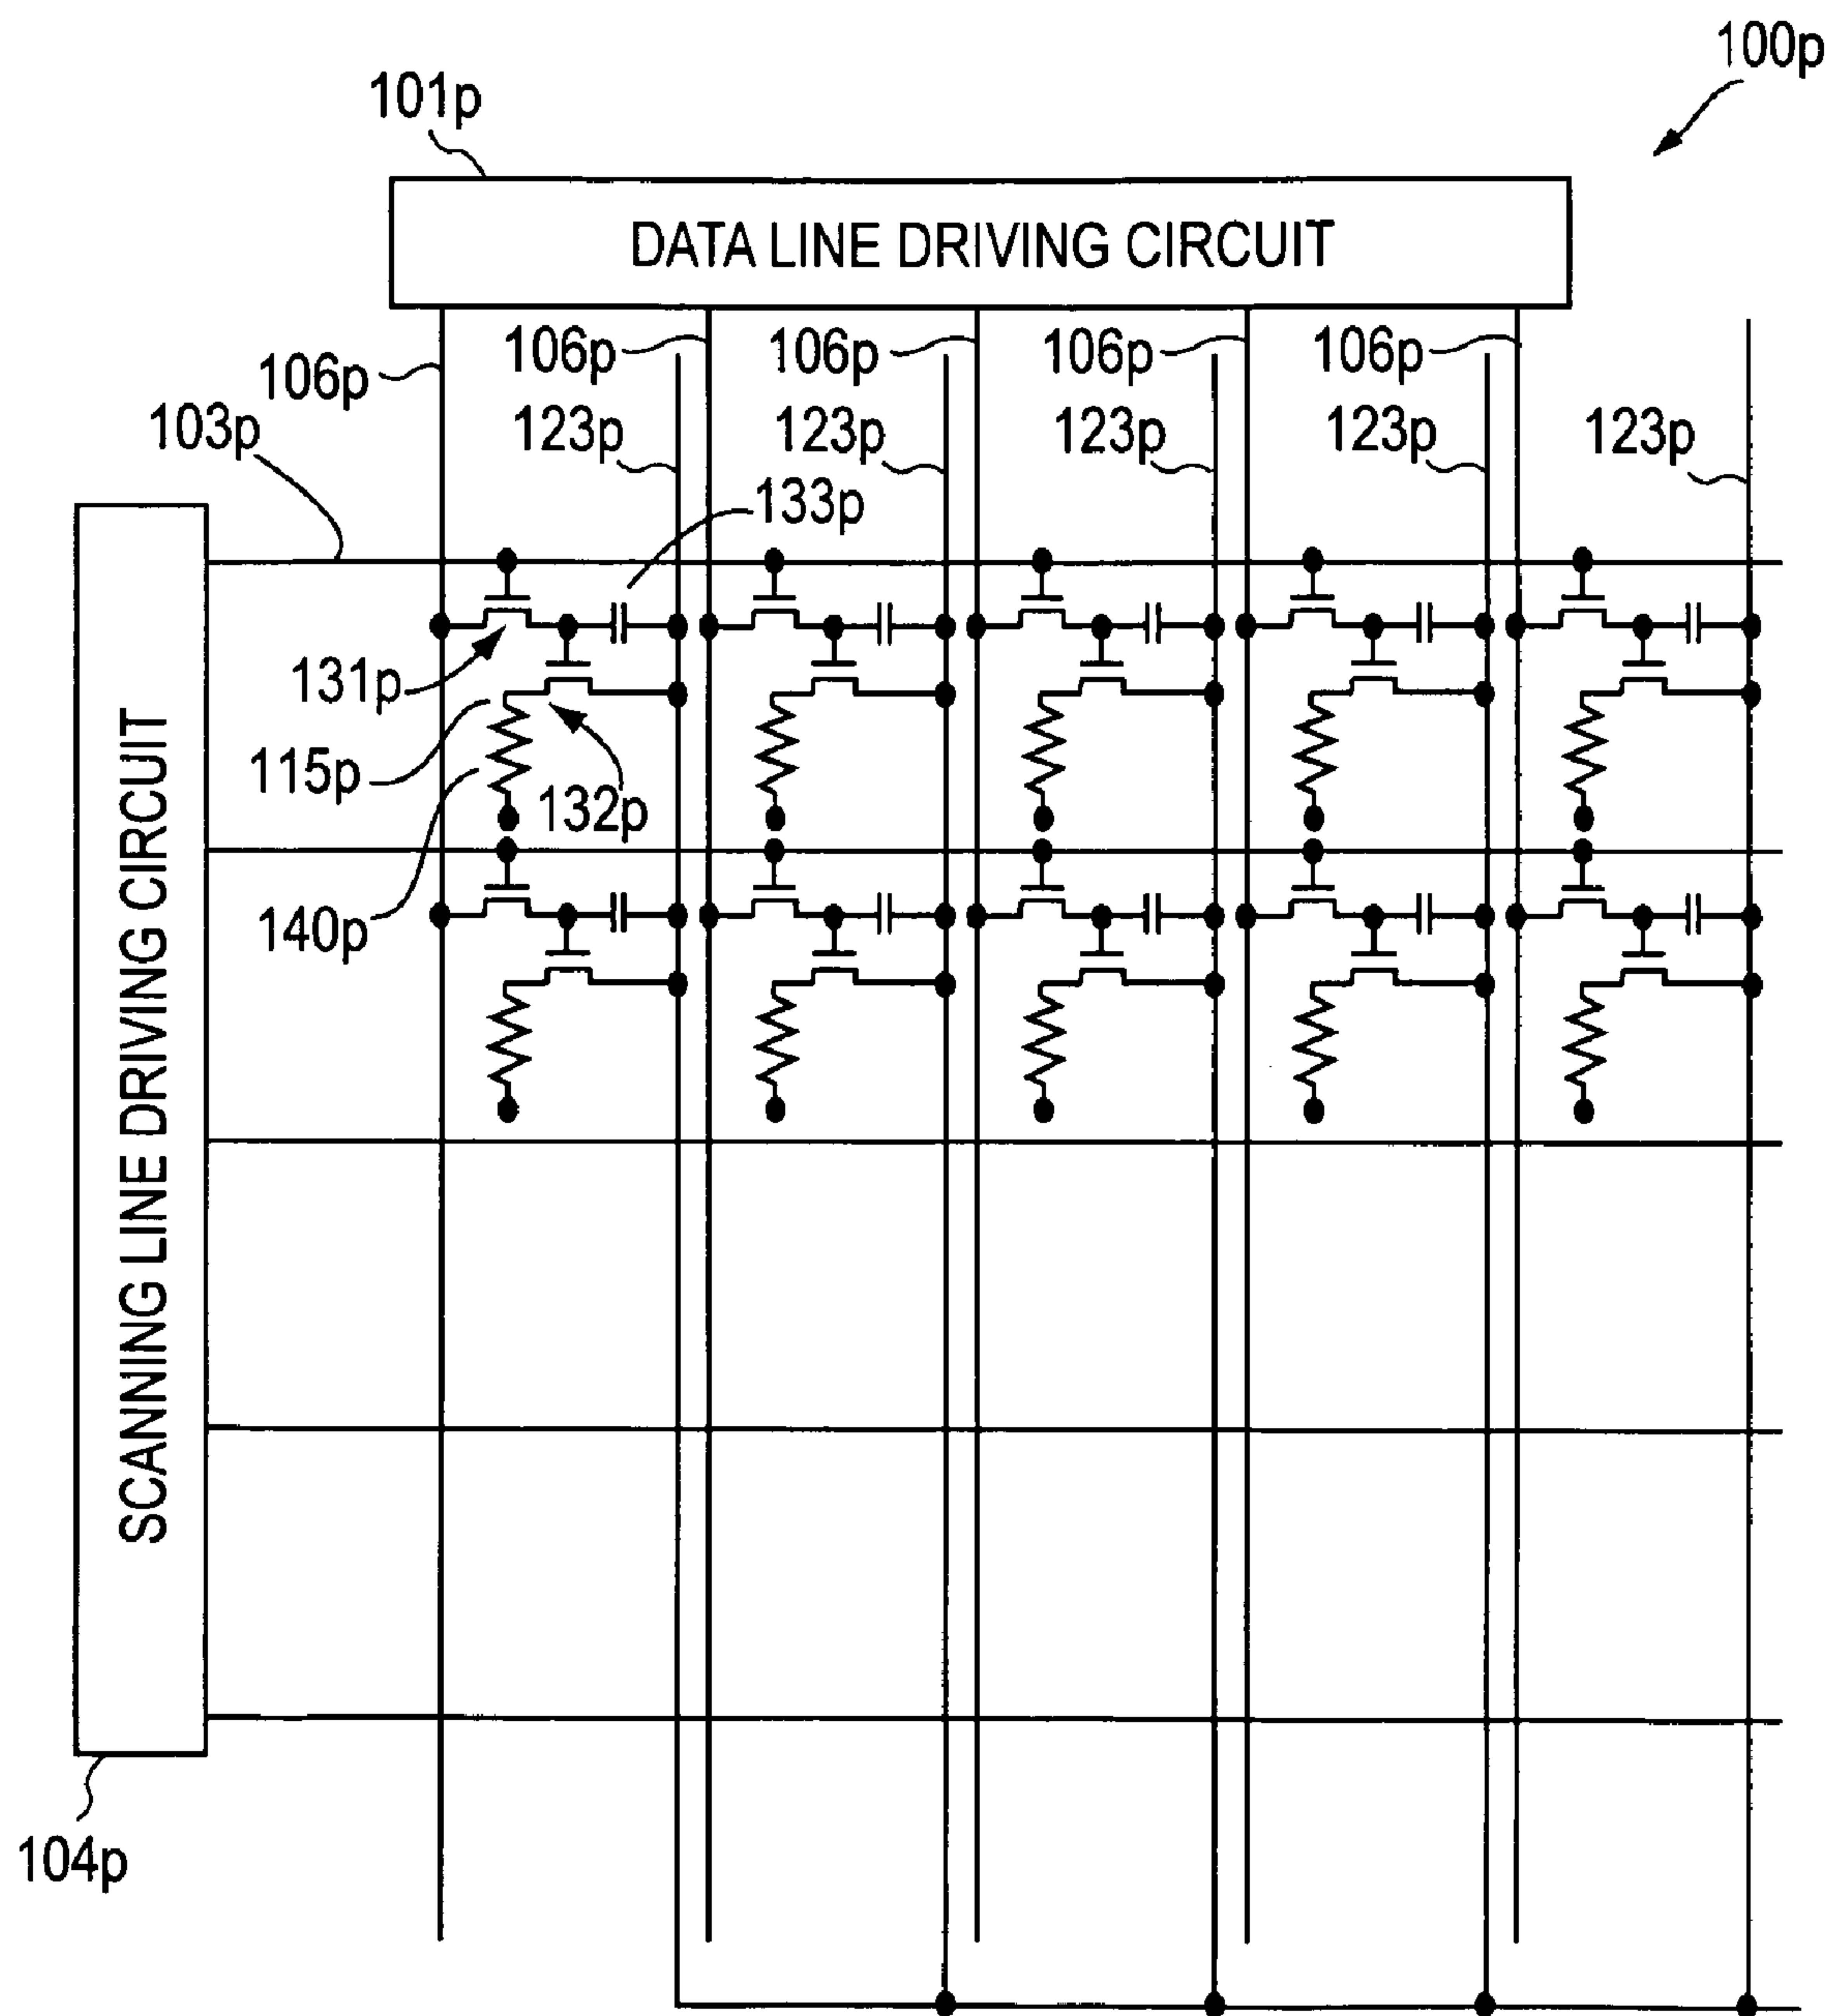 100p
101p
DATA LINE DRIVING CIRCUIT
106p 106p 106p 106p 106p
103p 123p 123p 123p 123p 123p
133p
131p
115p
132p
140p
SCANNING LINE DRIVING CIRCUIT
104p